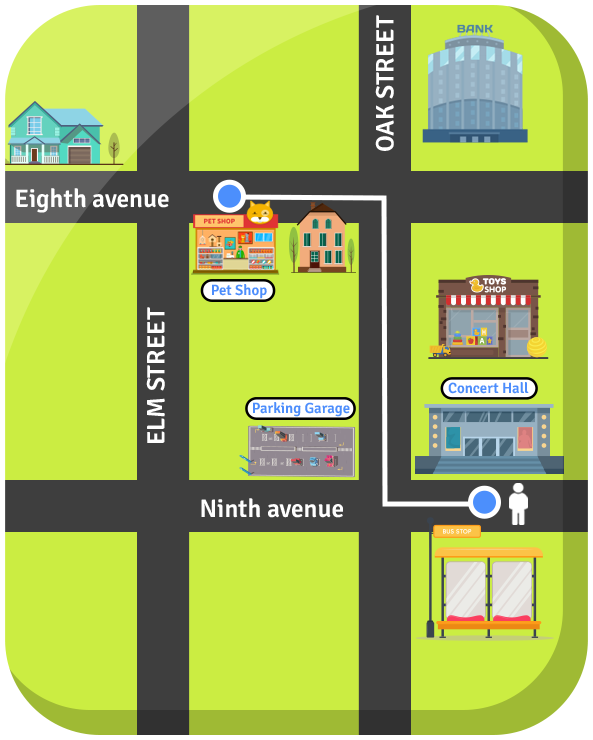 BANK
OAK STREET
Eighth avenue
PET SHOP
Pet Shop
TOYS
SHOP
ELM STREET
Concert Hall
Parking Garage
Ninth avenue
BUS STOP